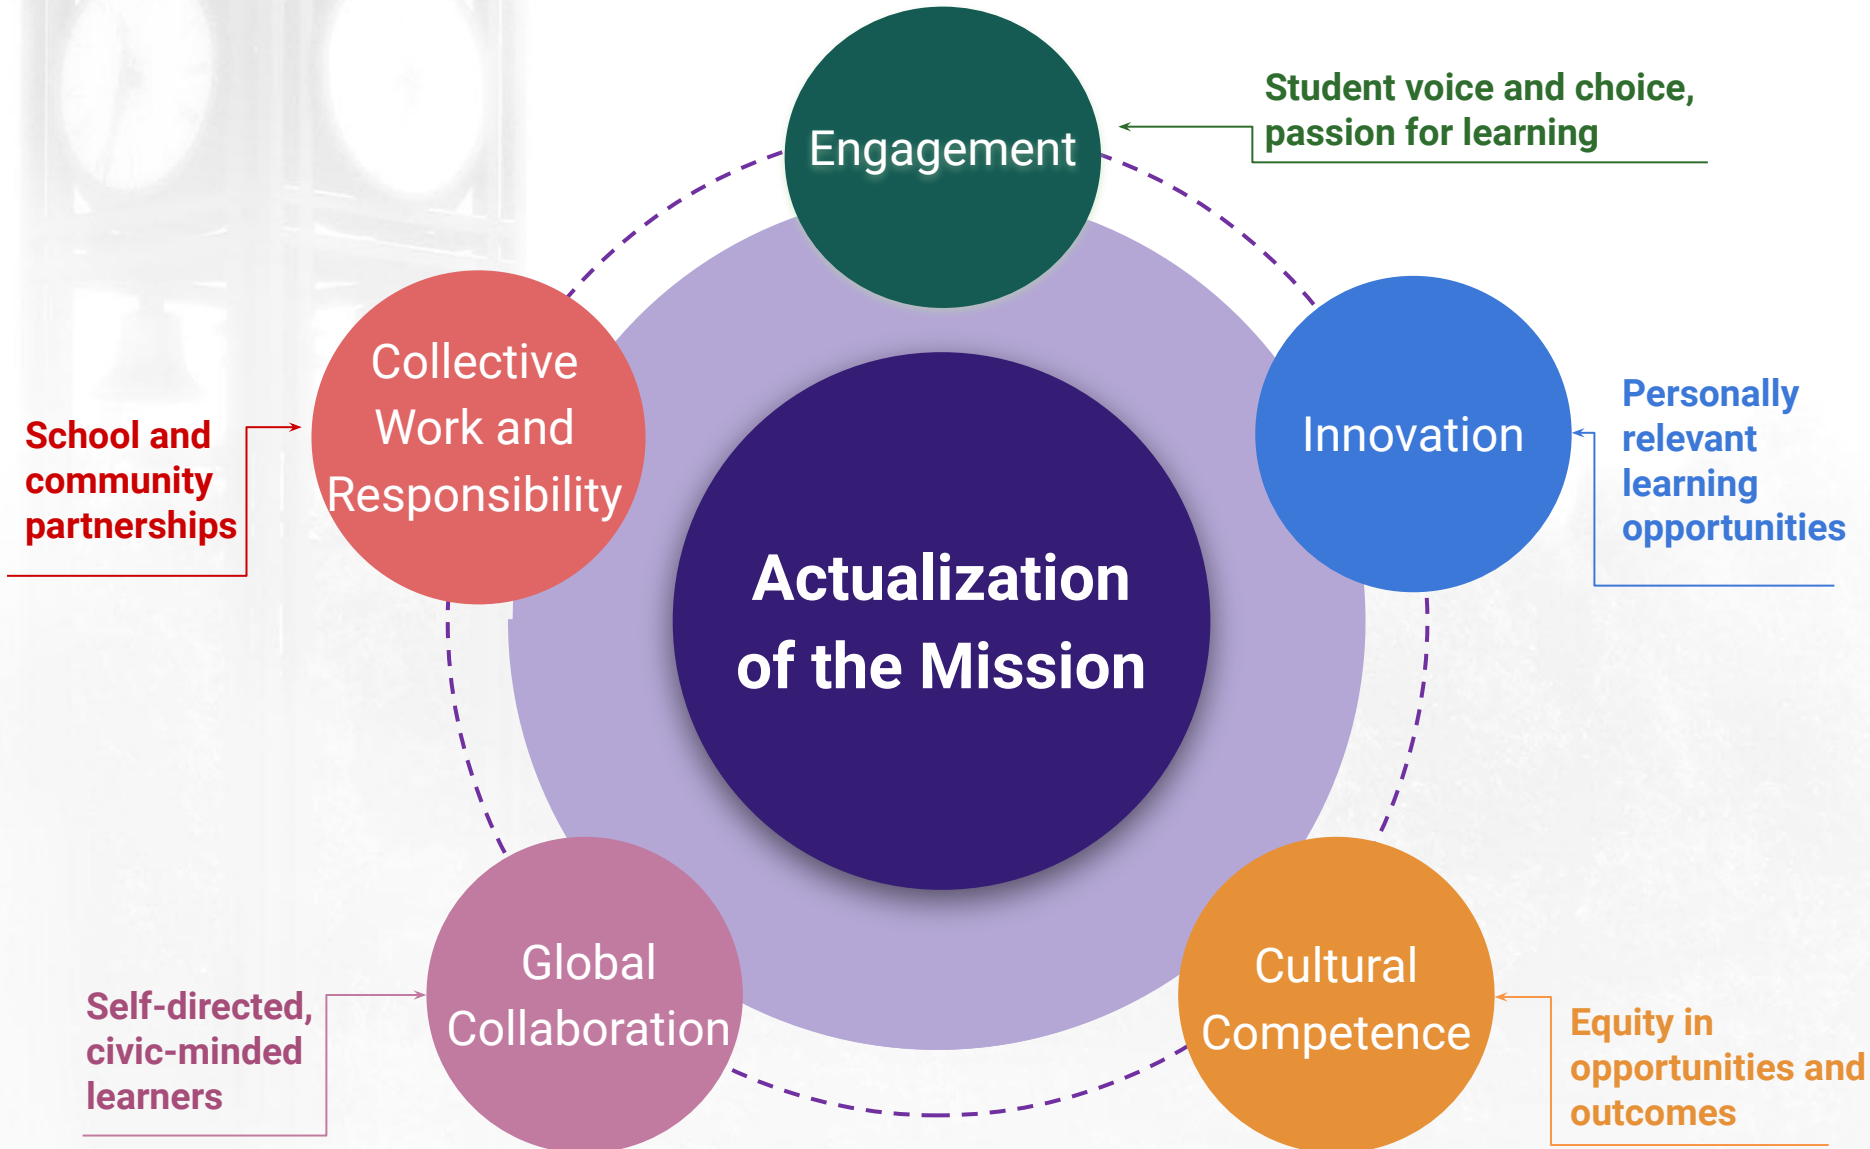 Engagement
Student voice and choice,
passion for learning
Collective
Work and
Responsibility
School and
community
partnerships
Innovation
Personally
relevant
learning
opportunities
Actualization
of the Mission
Global
Collaboration
Self-directed,
civic-minded
learners
Cultural
Competence
Equity in
opportunities and
outcomes